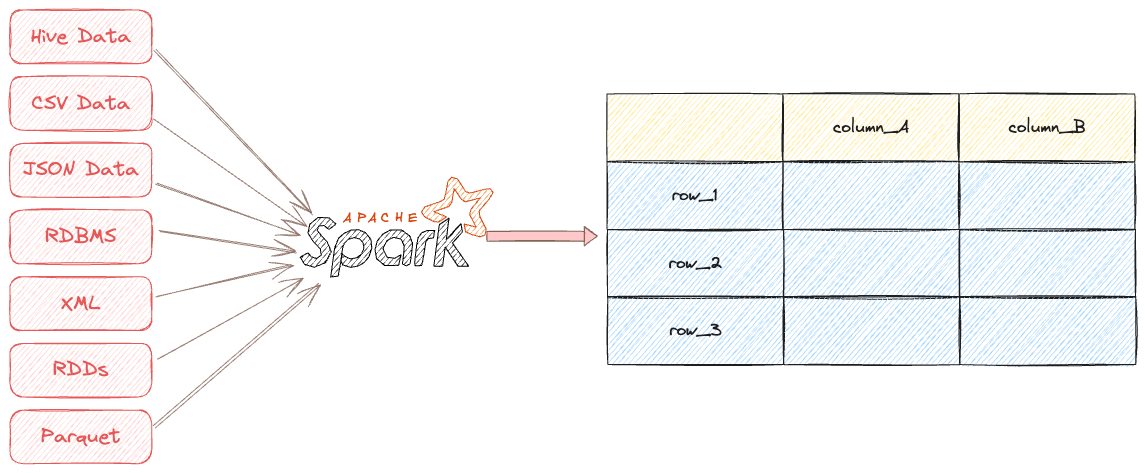 Hive Data
CSV Data
JSON Data
RDBMS
XML
RDDs
Parquet
APACHE
Spark
column_A column_B
row_1
row_2
row_3